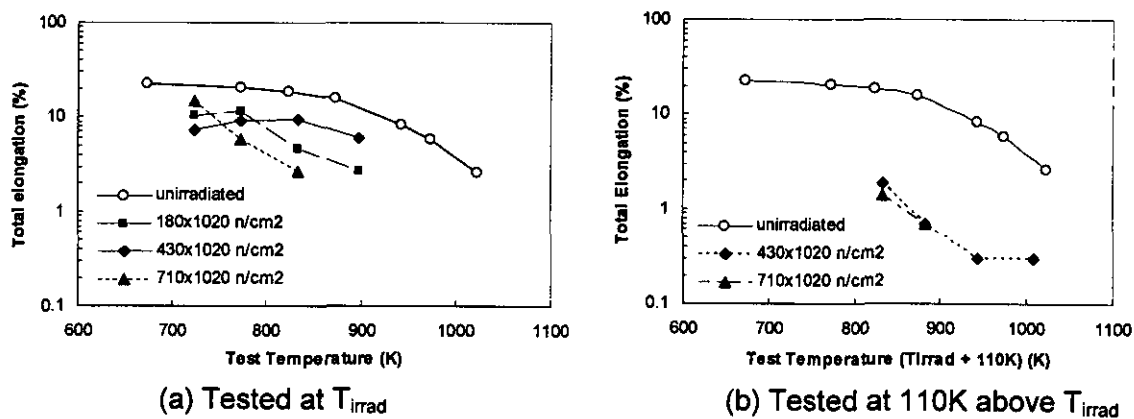 100
10
1
0.1
Total elongation (%)
unirradiated
180x1020 n/cm2
430x1020 n/cm2
710x1020 n/cm2
600 700 800 900 1000 1100
Test Temperature (K)
(a) Tested at Tirrad
100
10
1
0.1
Total Elongation (%)
unirradiated
430x1020 n/cm2
710x1020 n/cm2
600 700 800 900 1000 1100
Test Temperature (TIrrad + 110K) (K)
(b) Tested at 110K above Tirrad